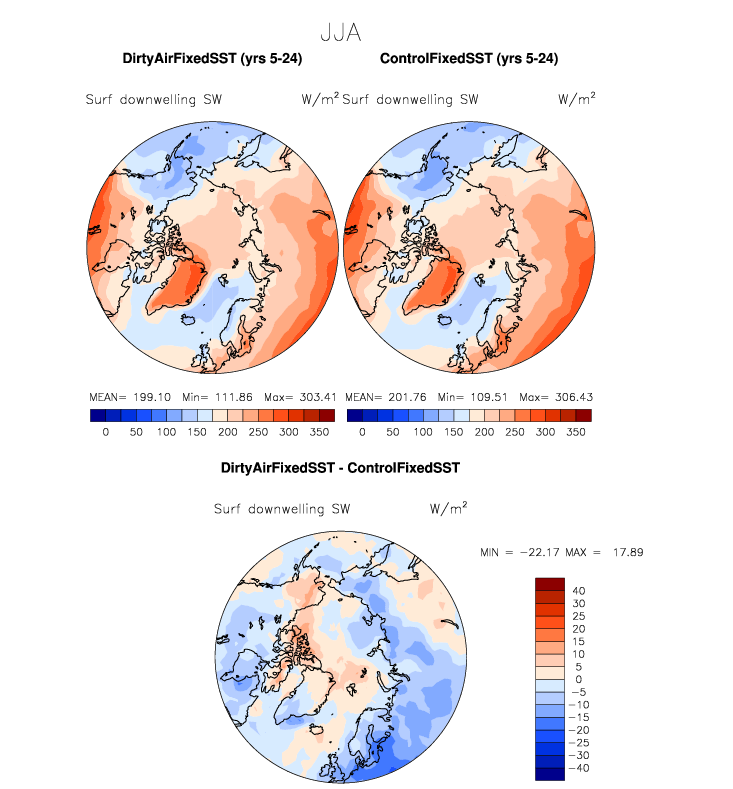 JJA
DirtyAirFixedSST (yrs 5-24) ControlFixedSST (yrs 5-24)
Surf downwelling SW W/m² Surf downwelling SW W/m²
MEAN= 199.10 Min= 111.86 Max= 303.41 MEAN= 201.76 Min= 109.51 Max= 306.43
0 50 100 150 200 250 300 350 0 50 100 150 200 250 300 350
DirtyAirFixedSST - ControlFixedSST
Surf downwelling SW W/m²
MIN = -22.17 MAX = 17.89
40
30
25
20
15
10
5
0
-5
-10
-15
-20
-25
-30
-40